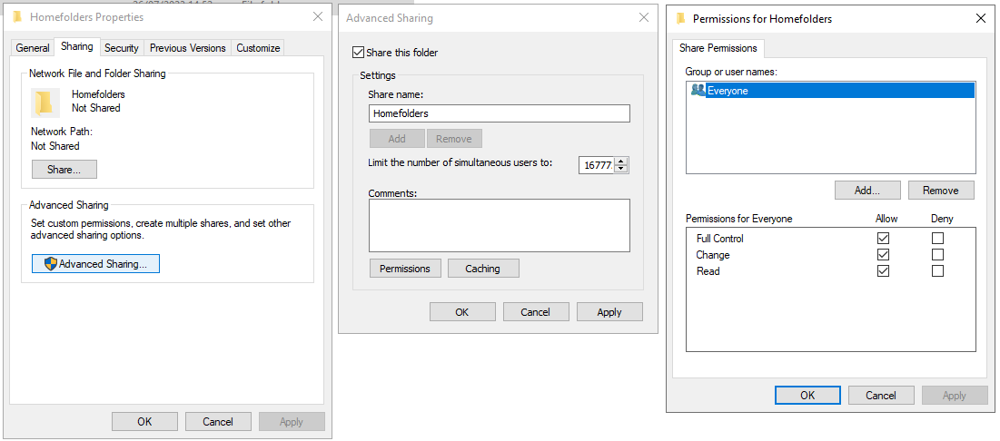 Homefolders Properties
General
Sharing
Security
Previous Versions
Customize
Network File and Folder Sharing
Homefolders
Not Shared
Network Path:
Not Shared
Share...
Advanced Sharing
Set custom permissions, create multiple shares, and set other
advanced sharing options.
Advanced Sharing...
OK
Cancel
Apply
Advanced Sharing
Share this folder
Settings
Share name:
Homefolders
Add
Remove
Limit the number of simultaneous users to:
16777
Comments:
Permissions
Caching
OK
Cancel
Apply
Permissions for Homefolders
Share Permissions
Group or user names:
Everyone
Add...
Remove
Permissions for Everyone
Allow
Deny
Full Control
Change
Read
OK
Cancel
Apply